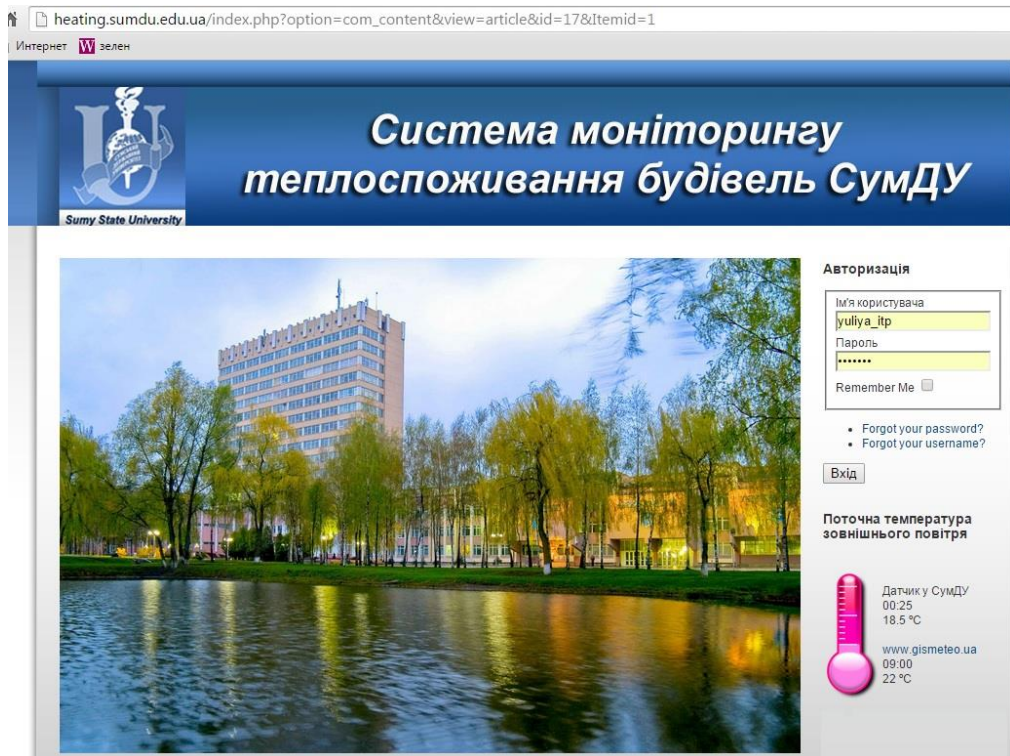 heating.sumdu.edu.ua/index.php?option=com_content&view=article&id=17&Itemid=1
Интернет W зелен
Система моніторингу
теплоспоживання будівель СумДУ
Sumy State University
Авторизація
Ім'я користувача
yuliya_itp
Пароль
•••••••
Remember Me
Forgot your password?
Forgot your username?
Вхід
Поточна температура
зовнішнього повітря
Датчик у СумДУ
00:25
18.5 ºC
www.gismeteo.ua
09:00
22 ºC